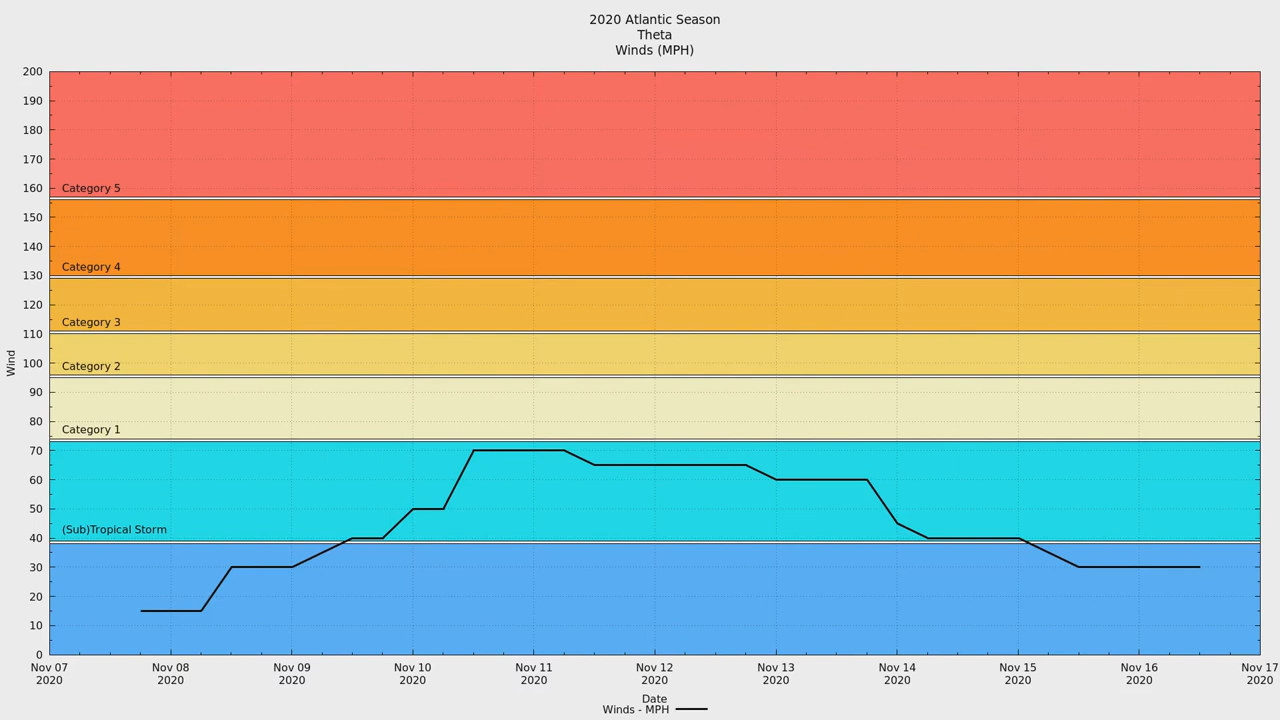 2020 Atlantic Season
Theta
Winds (MPH)
200
190
180
170
160
150
140
130
120
110
100
90
80
70
60
50
40
30
20
10
0
Wind
Category 5
Category 4
Category 3
Category 2
Category 1
(Sub)Tropical Storm
Nov 07 Nov 08 Nov 09 Nov 10 Nov 11 Nov 12 Nov 13 Nov 14 Nov 15 Nov 16 Nov 17
2020 2020 2020 2020 2020 2020 2020 2020 2020 2020 2020
Date
Winds - MPH